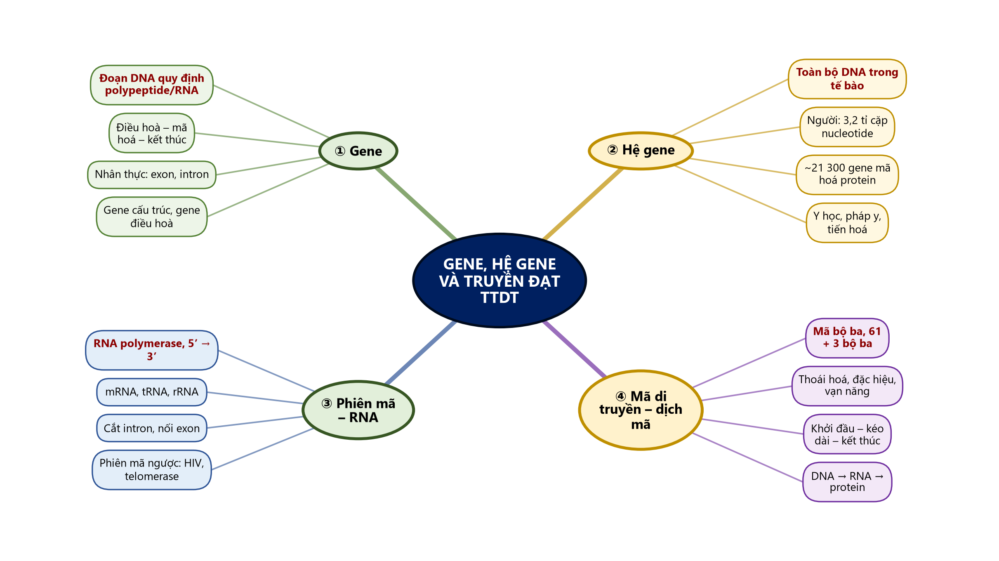 GENE, HỆ GENE
VÀ TRUYỀN ĐẠT
TTDT
① Gene
Đoạn DNA quy định
polypeptide/RNA
Điều hoà – mã
hoá – kết thúc
Nhân thực: exon, intron
Gene cấu trúc, gene
điều hoà
② Hệ gene
Toàn bộ DNA trong
tế bào
Người: 3,2 tỉ cặp
nucleotide
~21 300 gene mã
hoá protein
Y học, pháp y,
tiến hoá
③ Phiên mã
– RNA
RNA polymerase, 5′ →
3′
mRNA, tRNA, rRNA
Cắt intron, nối exon
Phiên mã ngược: HIV,
telomerase
④ Mã di
truyền – dịch
mã
Mã bộ ba, 61
+ 3 bộ ba
Thoái hoá, đặc hiệu,
vạn năng
Khởi đầu – kéo
dài – kết thúc
DNA → RNA →
protein